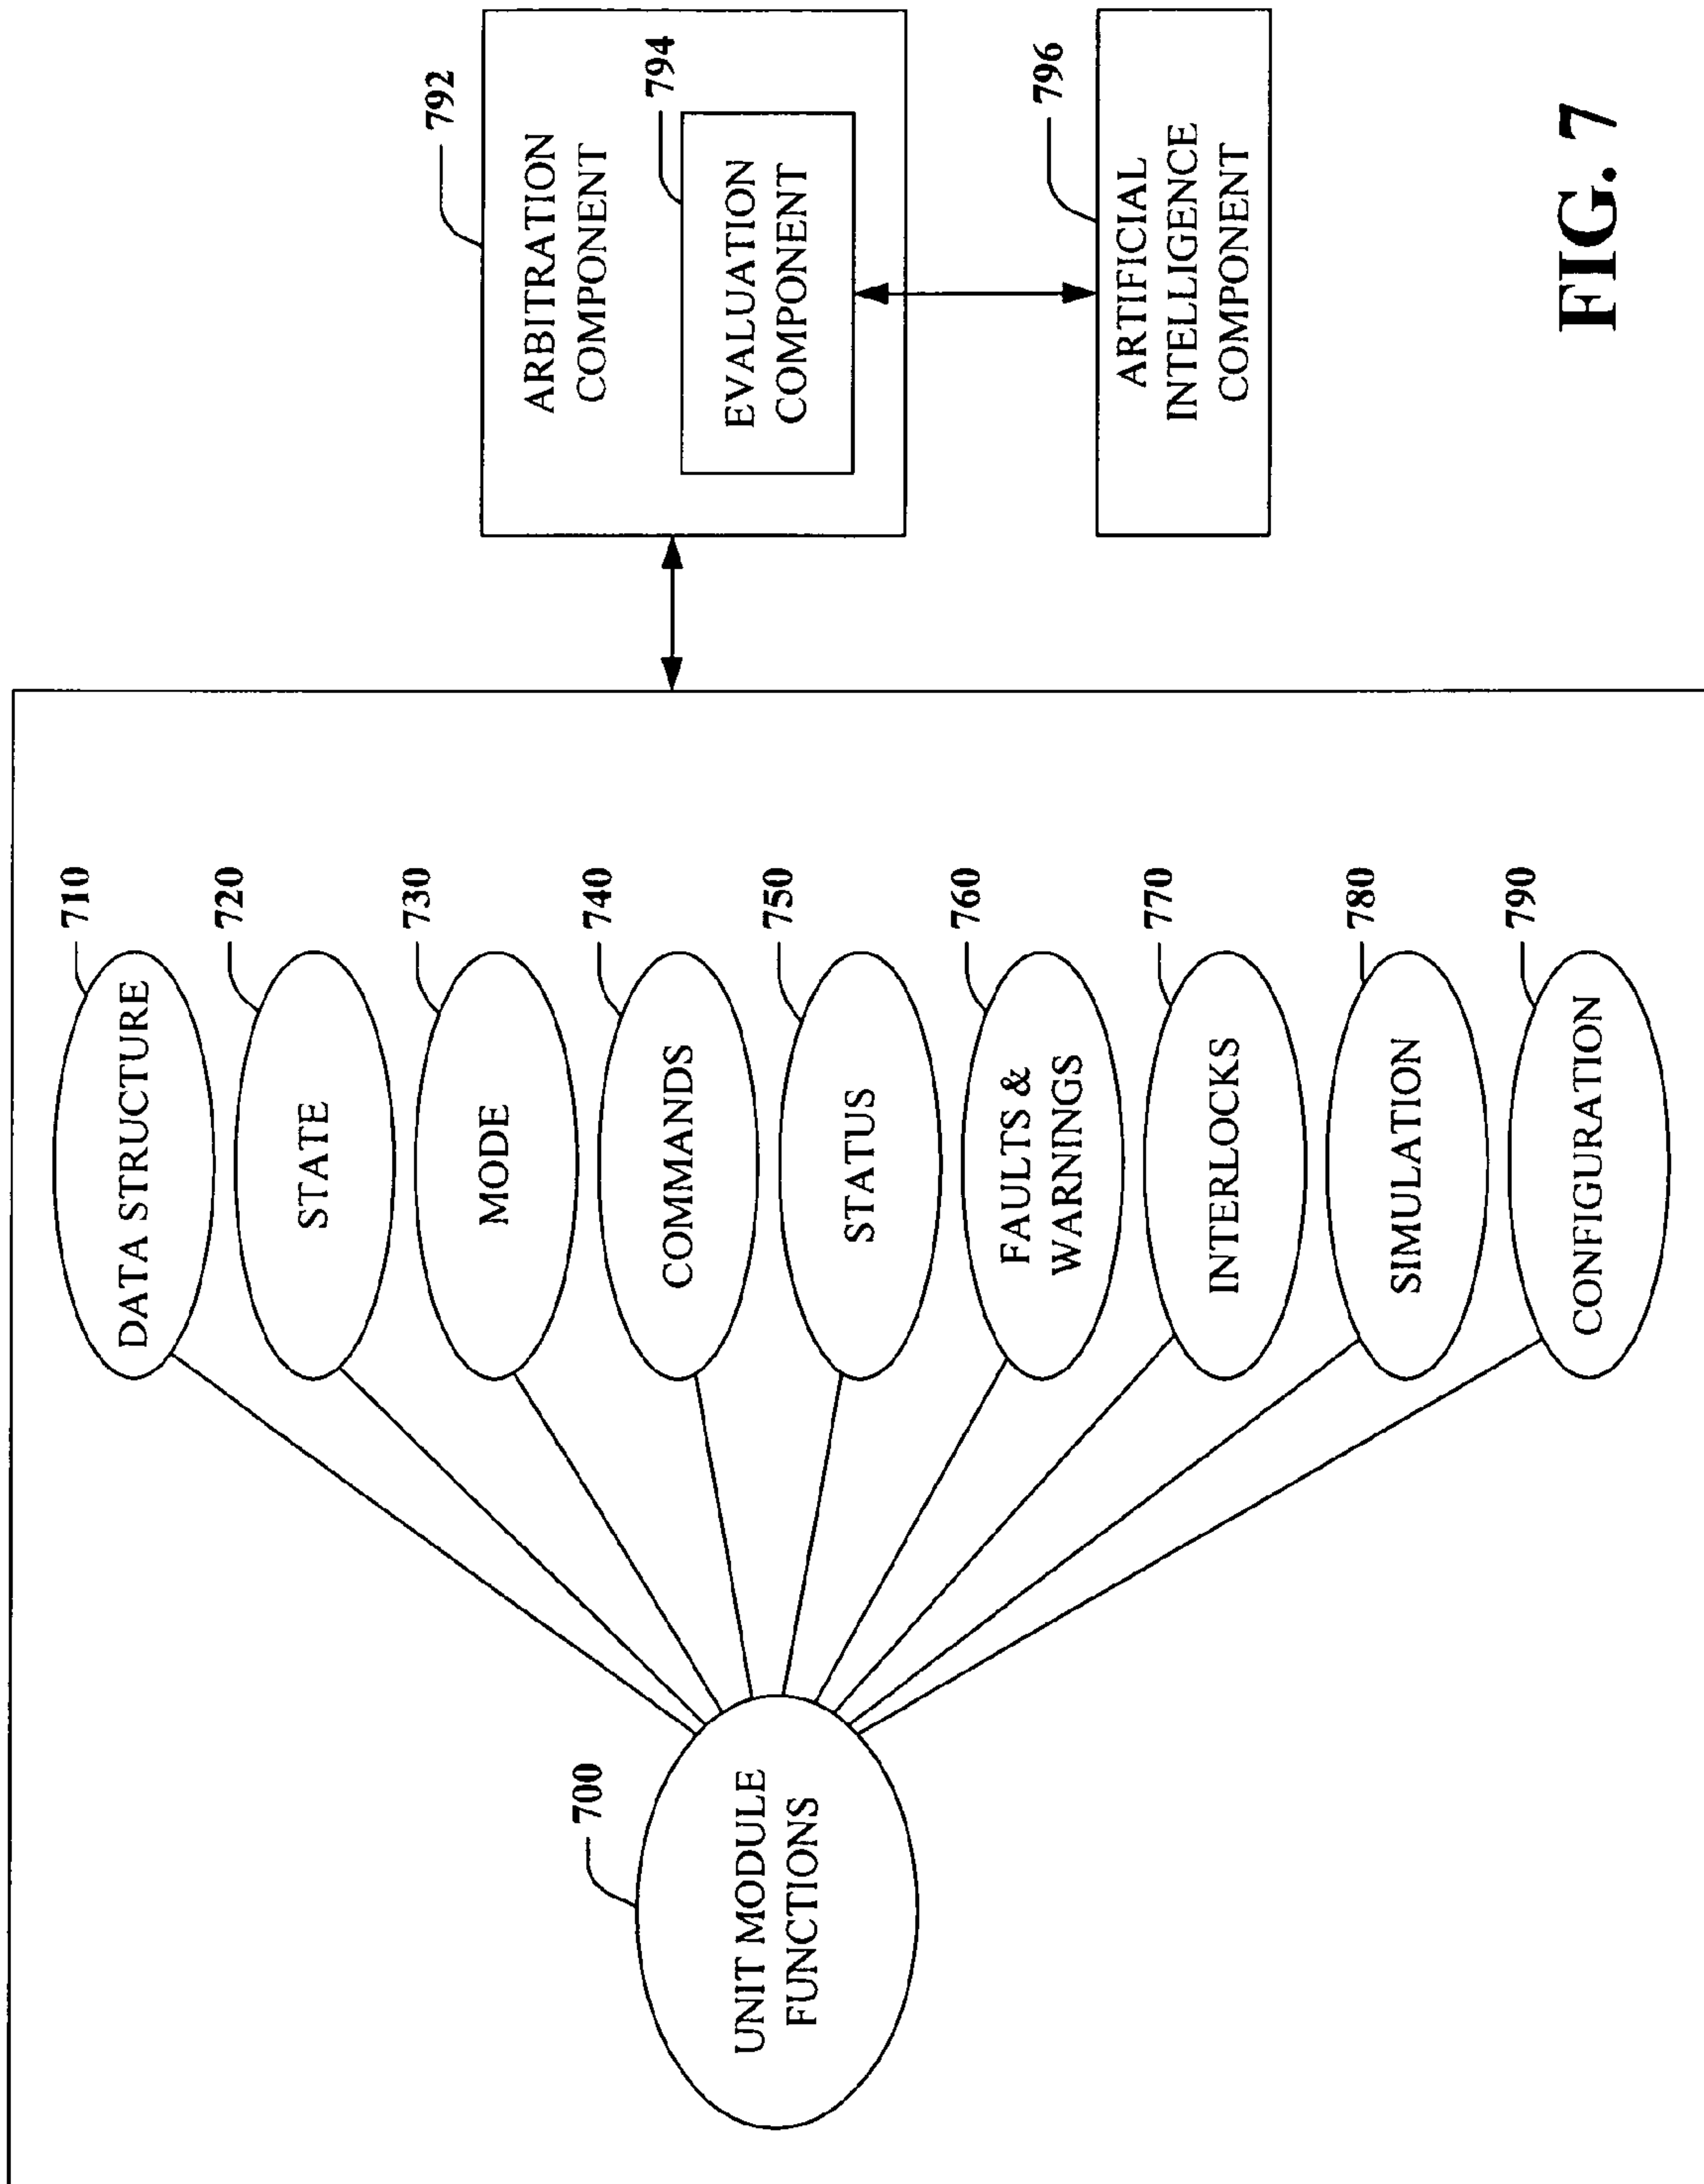 700
UNIT MODULE
FUNCTIONS
710
DATA STRUCTURE
720
STATE
730
MODE
740
COMMANDS
750
STATUS
760
FAULTS &
WARNINGS
770
INTERLOCKS
780
SIMULATION
790
CONFIGURATION
792
ARBITRATION
COMPONENT
794
EVALUATION
COMPONENT
796
ARTIFICIAL
INTELLIGENCE
COMPONENT
FIG. 7